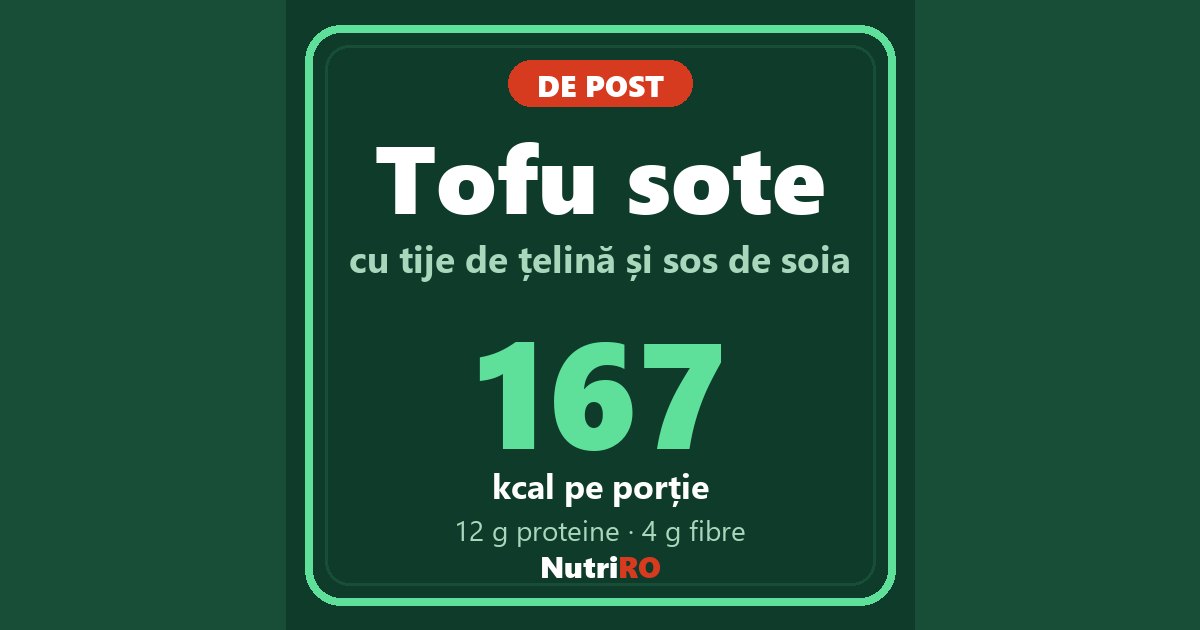 DE POST
Tofu sote
cu tije de țelină și sos de soia
167
kcal pe porție
12 g proteine · 4 g fibre
NutriRO